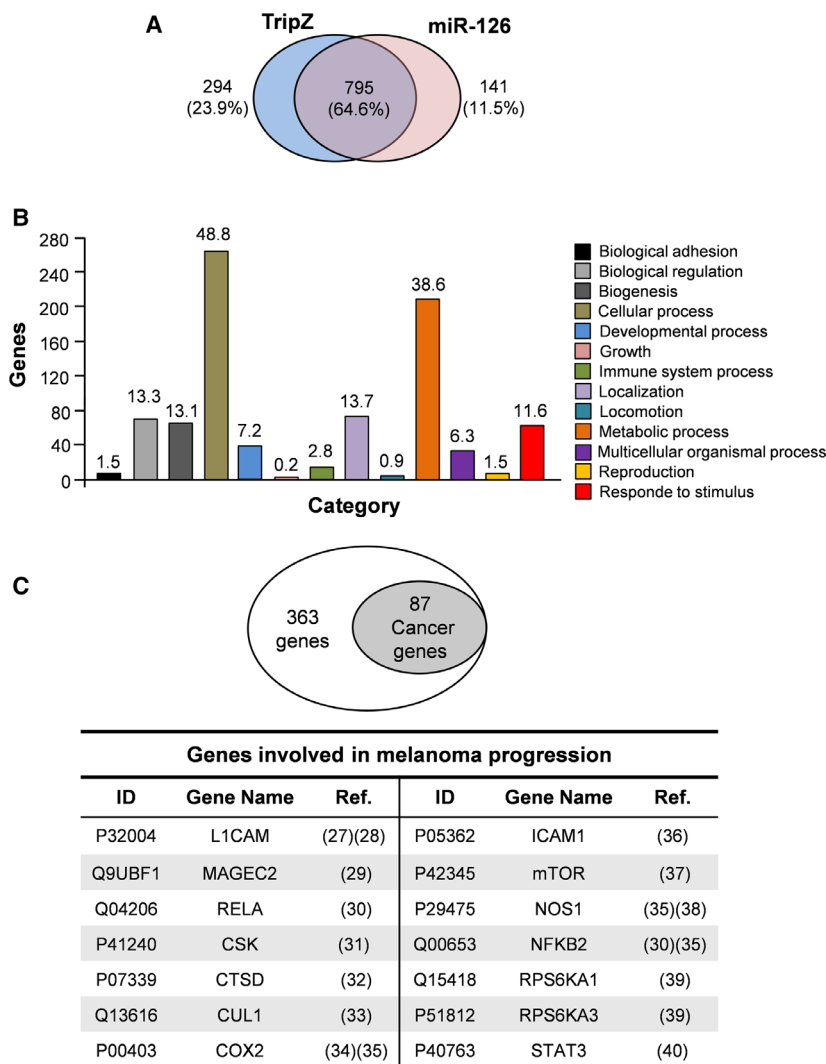 A
TripZ
miR-126
294
(23.9%)
795
(64.6%)
141
(11.5%)
B
Genes
280
240
200
160
120
80
40
0
1.5
13.3
13.1
48.8
7.2
0.2
2.8
13.7
0.9
38.6
6.3
1.5
11.6
Category
Biological adhesion
Biological regulation
Biogenesis
Cellular process
Developmental process
Growth
Immune system process
Localization
Locomotion
Metabolic process
Multicellular organismal process
Reproduction
Responde to stimulus
C
363
genes
87
Cancer
genes
Genes involved in melanoma progression
ID Gene Name Ref. ID Gene Name Ref.
P32004 L1CAM (27)(28) P05362 ICAM1 (36)
Q9UBF1 MAGEC2 (29) P42345 mTOR (37)
Q04206 RELA (30) P29475 NOS1 (35)(38)
P41240 CSK (31) Q00653 NFKB2 (30)(35)
P07339 CTSD (32) Q15418 RPS6KA1 (39)
Q13616 CUL1 (33) P51812 RPS6KA3 (39)
P00403 COX2 (34)(35) P40763 STAT3 (40)